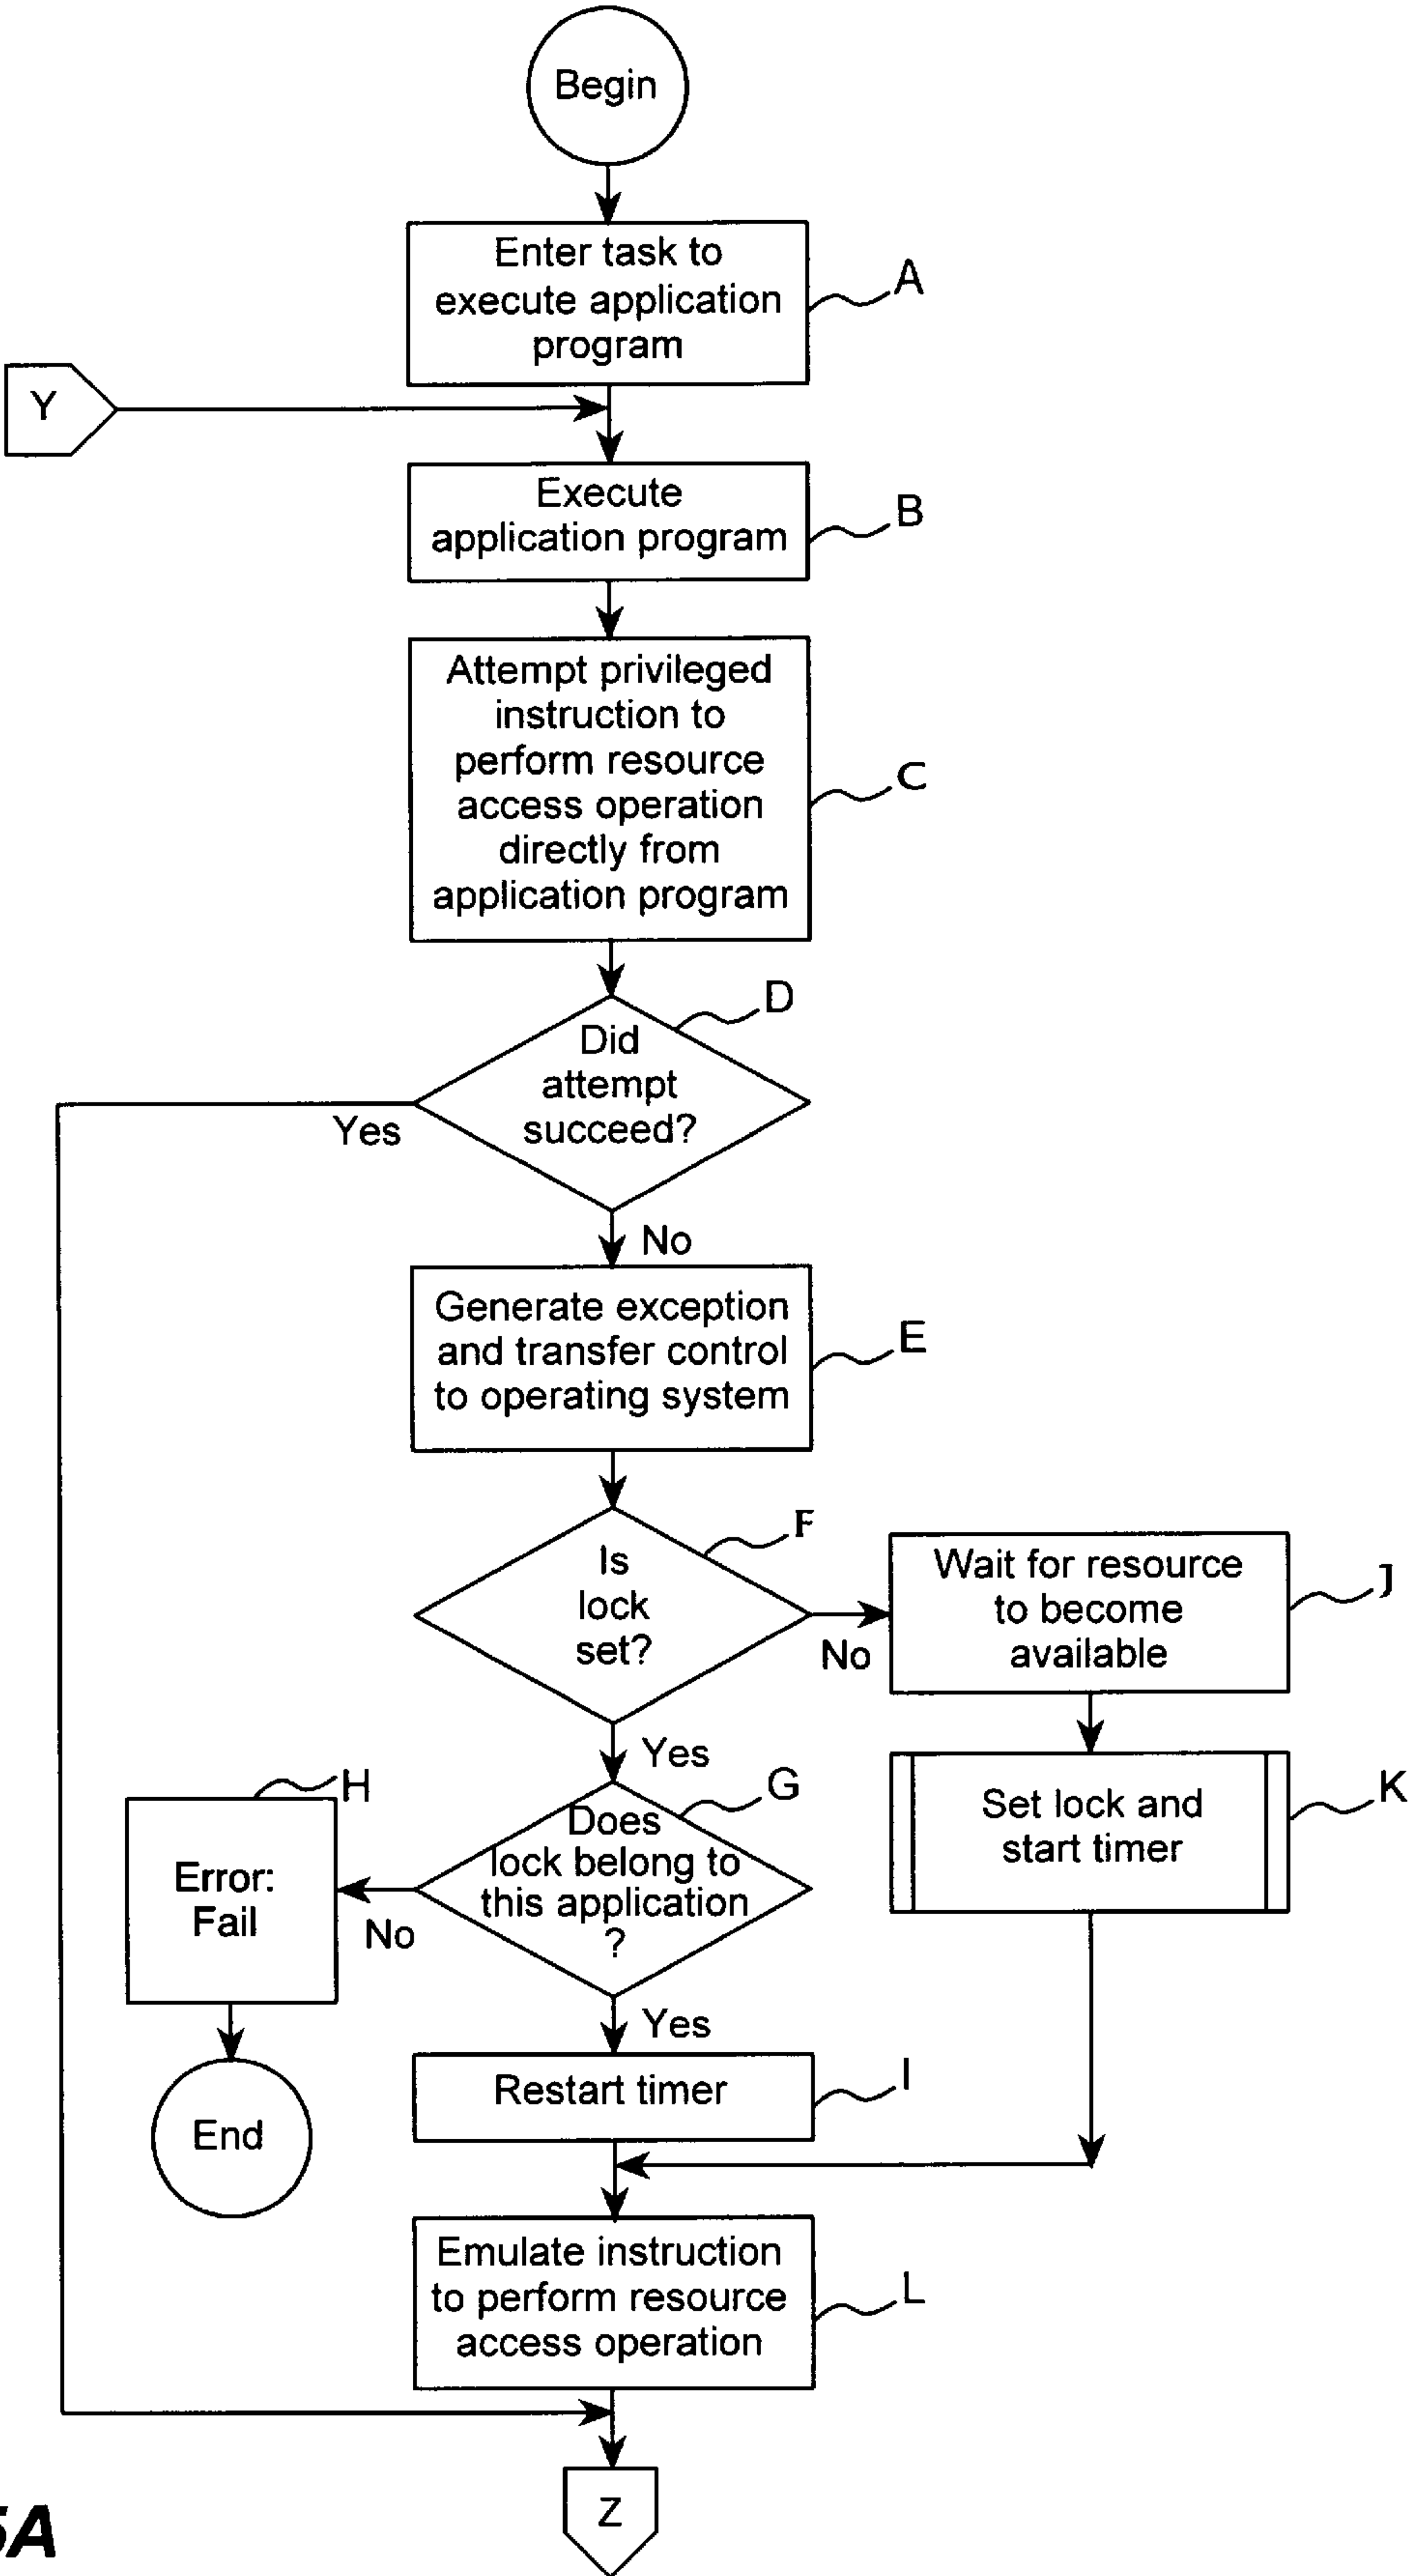 Begin
Enter task to
execute application
program
A
Y
Execute
application program
B
Attempt privileged
instruction to
perform resource
access operation
directly from
application program
C
D
Did
attempt
succeed?
Yes
No
Generate exception
and transfer control
to operating system
E
F
Is
lock
set?
No
Wait for resource
to become
available
J
Yes
Set lock and
start timer
K
G
Does
lock belong to
this application
?
H
Error:
Fail
No
Yes
End
Restart timer
I
Emulate instruction
to perform resource
access operation
L
Z
5A